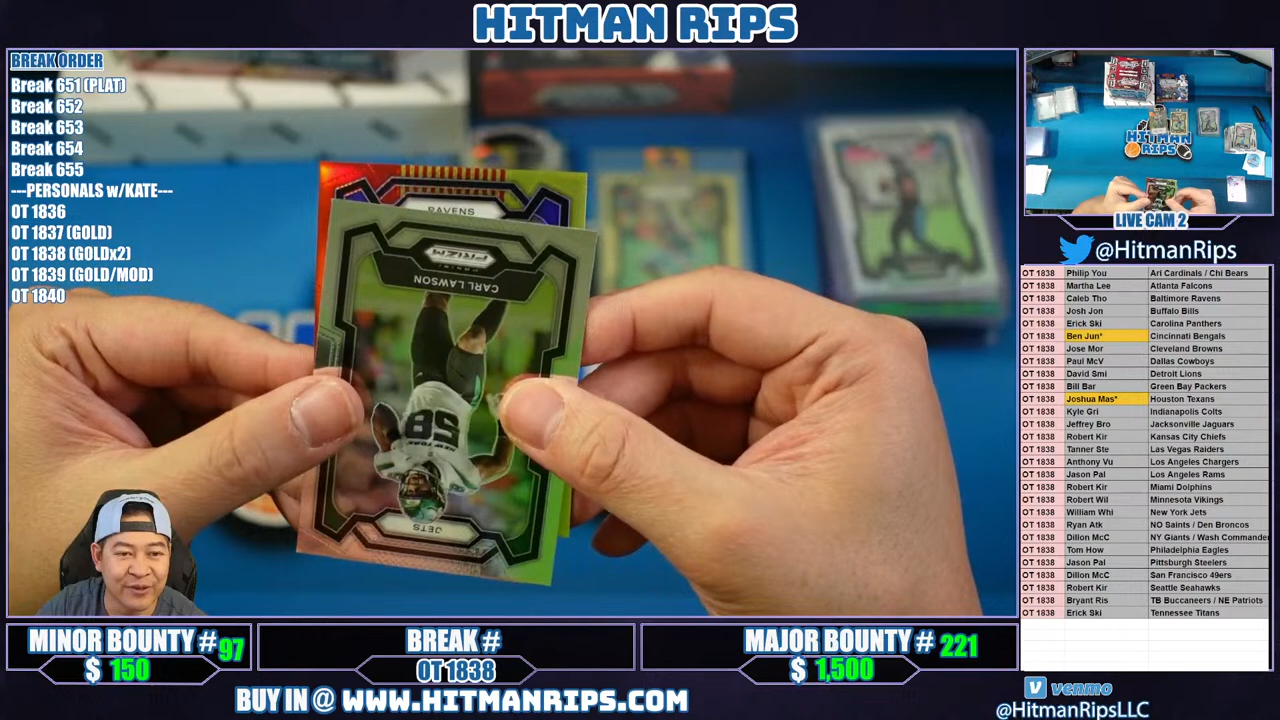 HITMAN RIPS
BREAK ORDER
Break 651 (PLAT)
Break 652
Break 653
Break 654
Break 655
---PERSONALS w/KATE---
OT 1836
OT 1837 (GOLD)
OT 1838 (GOLDx2)
OT 1839 (GOLD/MOD)
OT 1840
RAVENS
PRIZM
PANINI
CARL LAWSON
58
JETS
HITMAN
RIPS
LIVE CAM 2
@HitmanRips
OT 1838 Philip You Ari Cardinals / Chi Bears
OT 1838 Martha Lee Atlanta Falcons
OT 1838 Caleb Tho Baltimore Ravens
OT 1838 Josh Jon Buffalo Bills
OT 1838 Erick Ski Carolina Panthers
OT 1838 Ben Jun* Cincinnati Bengals
OT 1838 Jose Mor Cleveland Browns
OT 1838 Paul McV Dallas Cowboys
OT 1838 David Smi Detroit Lions
OT 1838 Bill Bar Green Bay Packers
OT 1838 Joshua Mas* Houston Texans
OT 1838 Kyle Gri Indianapolis Colts
OT 1838 Jeffrey Bro Jacksonville Jaguars
OT 1838 Robert Kir Kansas City Chiefs
OT 1838 Tanner Ste Las Vegas Raiders
OT 1838 Anthony Vu Los Angeles Chargers
OT 1838 Jason Pal Los Angeles Rams
OT 1838 Robert Kir Miami Dolphins
OT 1838 Robert Wil Minnesota Vikings
OT 1838 William Whi New York Jets
OT 1838 Ryan Atk NO Saints / Den Broncos
OT 1838 Dillon McC NY Giants / Wash Commande
OT 1838 Tom How Philadelphia Eagles
OT 1838 Jason Pal Pittsburgh Steelers
OT 1838 Dillon McC San Francisco 49ers
OT 1838 Robert Kir Seattle Seahawks
OT 1838 Bryant Ris TB Buccaneers / NE Patriots
OT 1838 Erick Ski Tennessee Titans
MINOR BOUNTY # 97
$ 150
BREAK #
OT 1838
MAJOR BOUNTY # 221
$ 1,500
BUY IN @ WWW.HITMANRIPS.COM
venmo
@HitmanRipsLLC